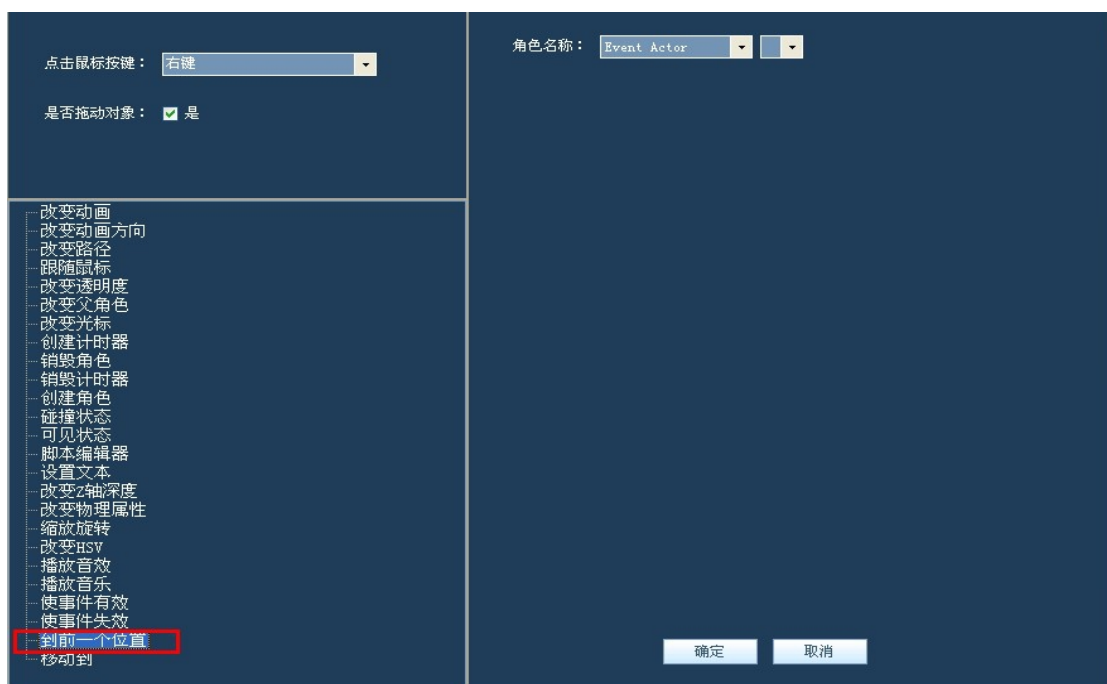 点击鼠标按键： 右键
是否拖动对象： 是
改变动画
改变动画方向
改变路径
跟随鼠标
改变透明度
改变父角色
改变光标
创建计时器
销毁角色
销毁计时器
创建角色
碰撞状态
可见状态
脚本编辑器
设置文本
改变Z轴深度
改变物理属性
缩放旋转
改变HSV
播放音效
播放音乐
使事件有效
使事件失效
到前一个位置
移动到
角色名称： Event Actor
确定 取消